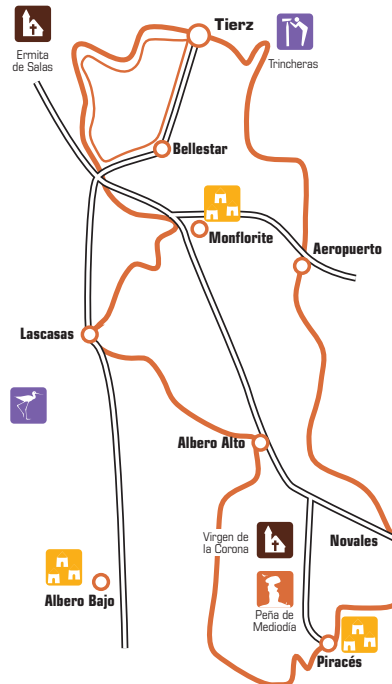 Tierz
Ermita
de Salas
Trincheras
Bellestar
Monflorite
Aeropuerto
Lascasas
Albero Alto
Virgen de
la Corona
Novales
Albero Bajo
Peña de
Mediodía
Piracés